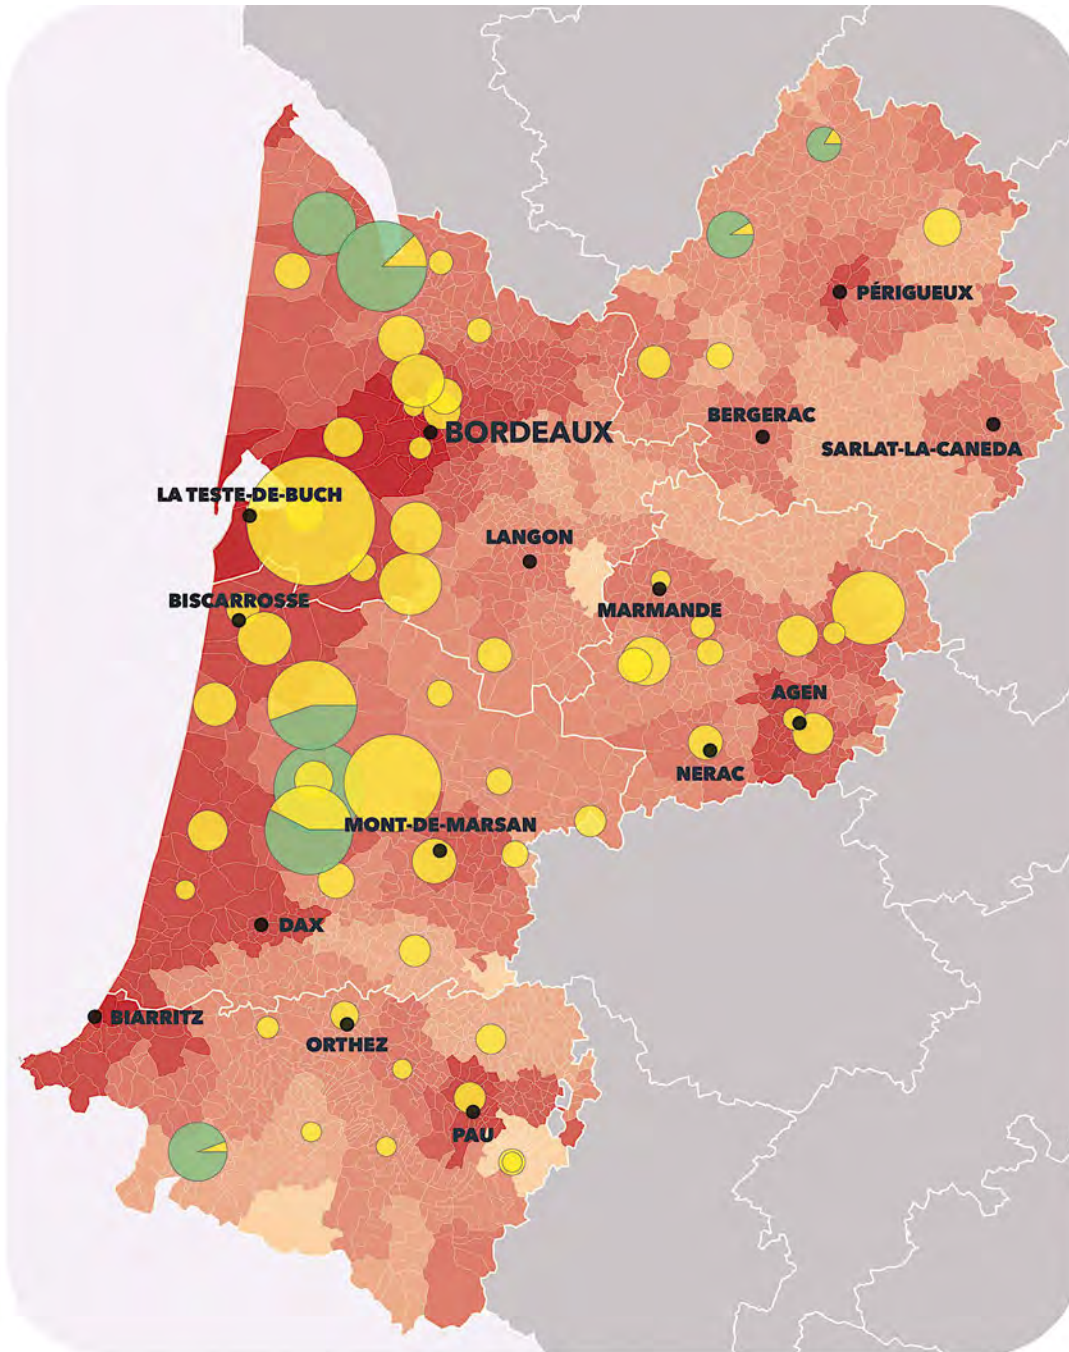 PÉRIGUEUX
BERGERAC
BORDEAUX
SARLAT-LA-CANEDA
LA TESTE-DE-BUCH
LANGON
BISCARROSSE
MARMANDE
AGEN
NERAC
MONT-DE-MARSAN
DAX
BIARRITZ
ORTHEZ
PAU